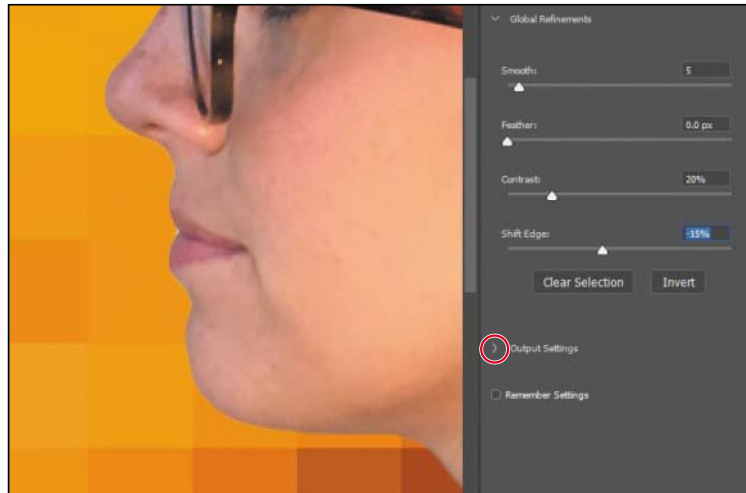 Global Refinements
Smooth: 5
Feather: 0.0 px
Contrast: 20%
Shift Edge: -15%
Clear Selection Invert
Output Settings
Remember Settings